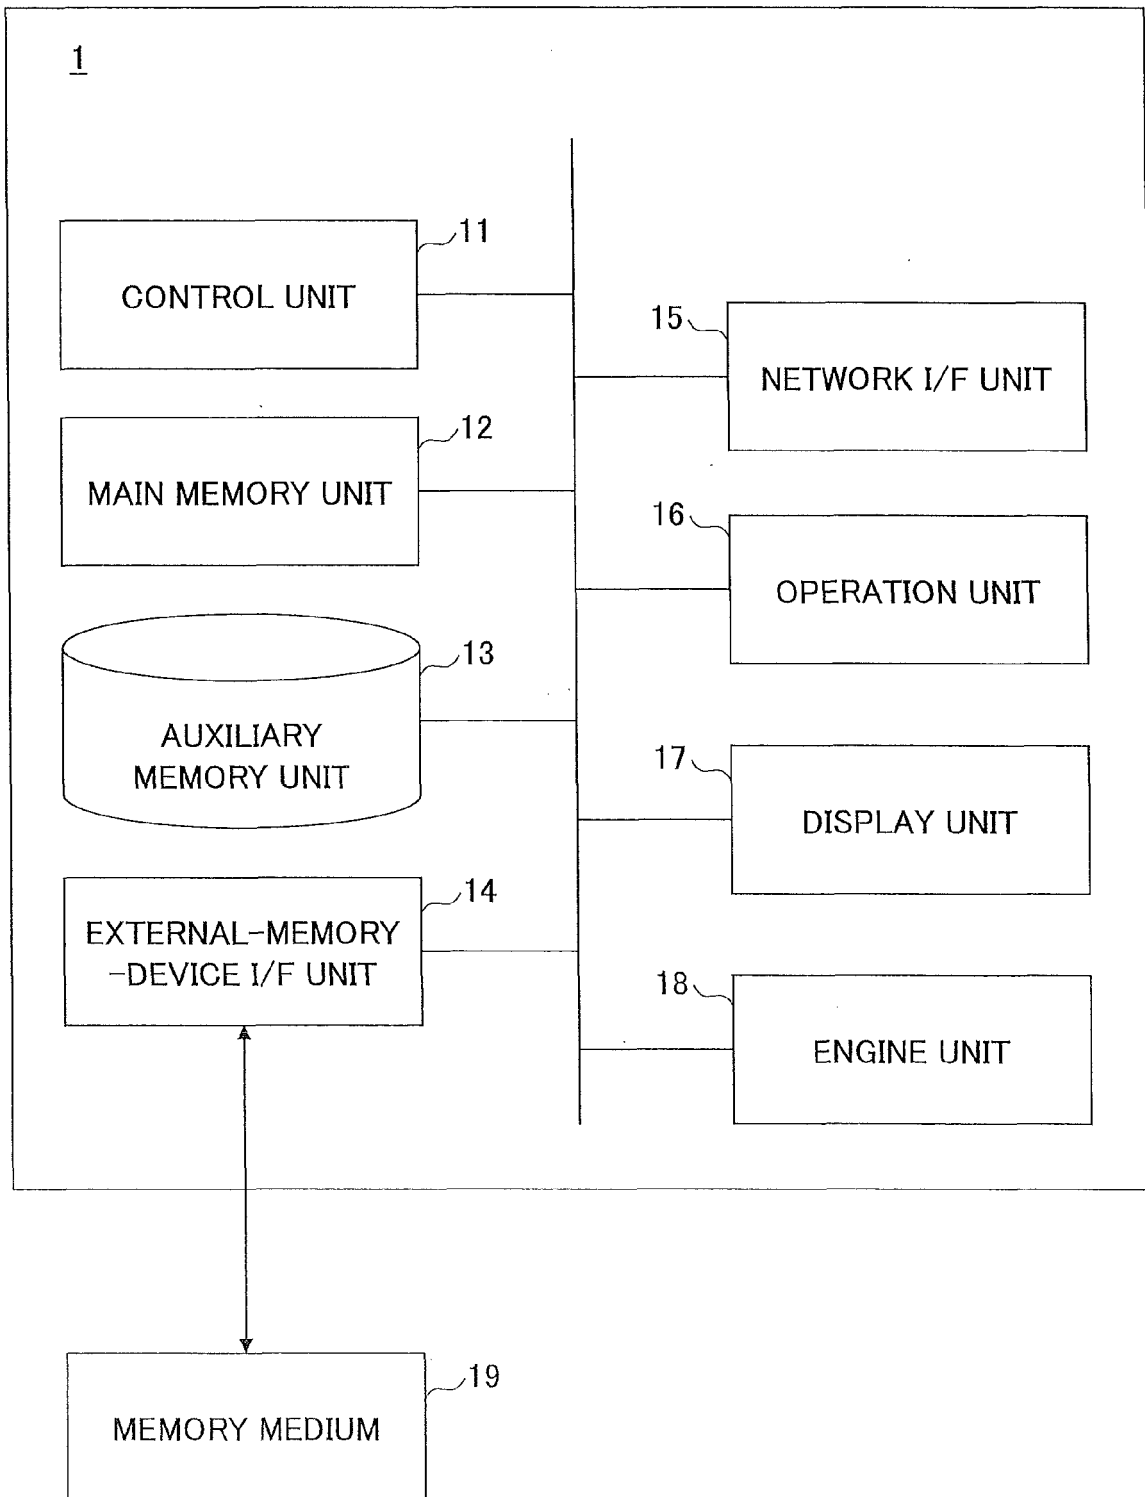 1
11
CONTROL UNIT
12
MAIN MEMORY UNIT
13
AUXILIARY
MEMORY UNIT
14
EXTERNAL-MEMORY
-DEVICE I/F UNIT
15
NETWORK I/F UNIT
16
OPERATION UNIT
17
DISPLAY UNIT
18
ENGINE UNIT
19
MEMORY MEDIUM